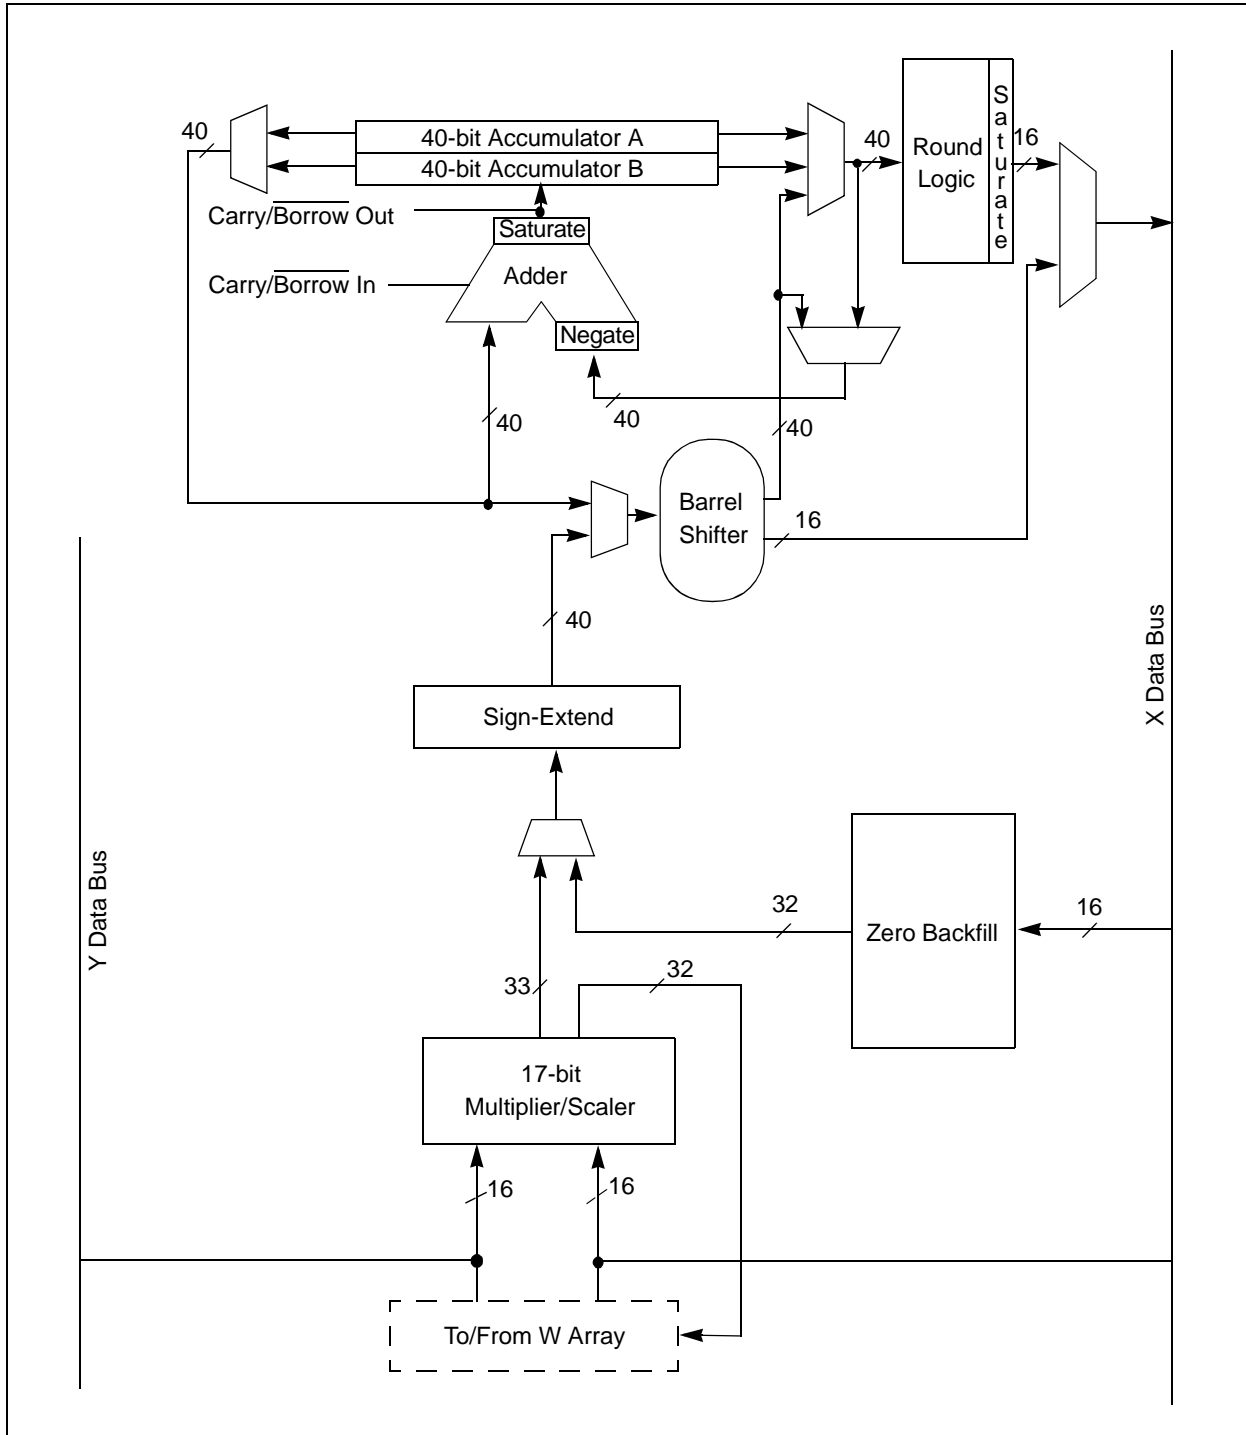 40
40-bit Accumulator A
40-bit Accumulator B
40
Round
Logic
Saturate
16
Carry/Borrow Out
Saturate
Carry/Borrow In
Adder
Negate
40
40
40
Barrel
Shifter
16
40
X Data Bus
Sign-Extend
Y Data Bus
32
Zero Backfill
16
33
32
17-bit
Multiplier/Scaler
16
16
To/From W Array